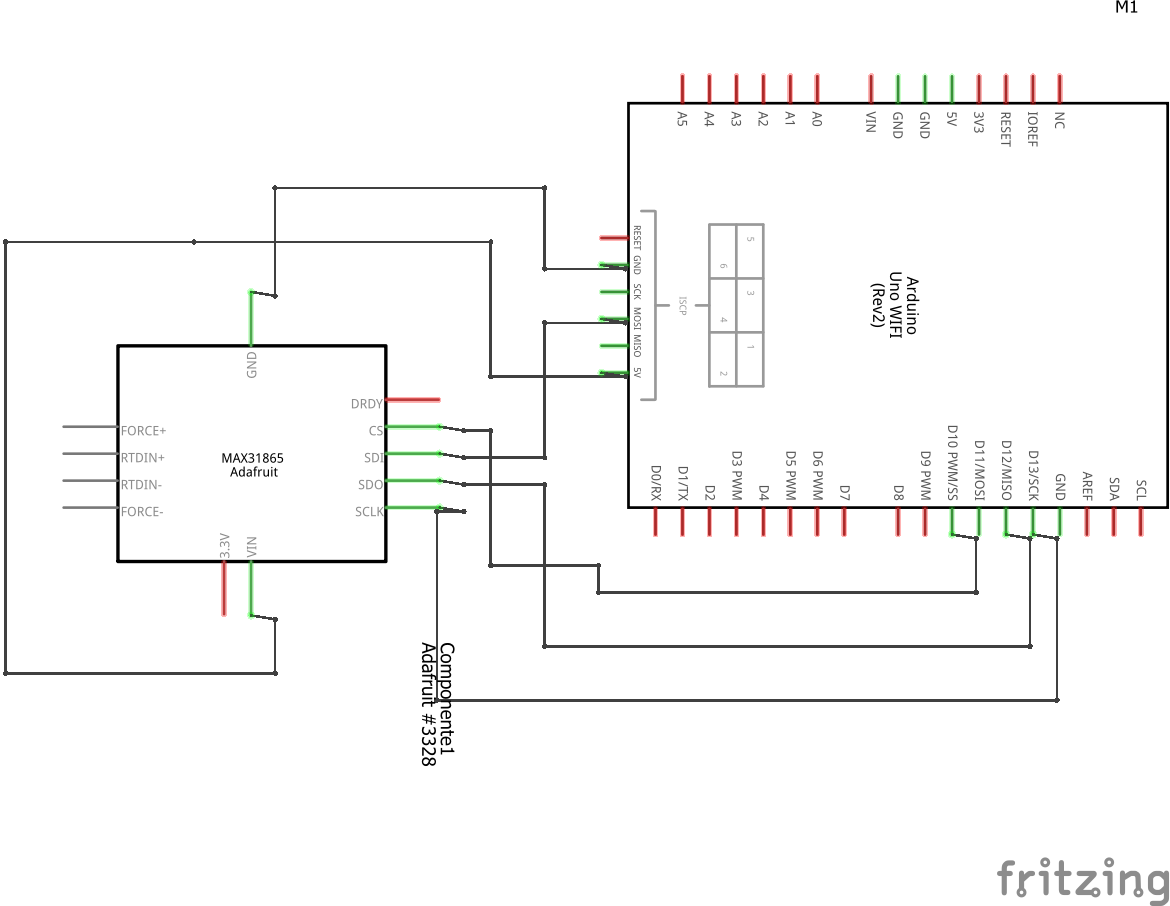 M1
A5
A4
A3
A2
A1
A0
VIN
GND
GND
5V
3V3
RESET
IOREF
NC
RESET
GND
SCK
MOSI
MISO
5V
ISCP
5
6
3
4
1
2
Arduino
Uno WIFI
(Rev2)
GND
DRDY
CS
SDI
SDO
SCLK
FORCE+
RTDIN+
RTDIN-
FORCE-
MAX31865
Adafruit
3.3V
VIN
D0/RX
D1/TX
D2
D3 PWM
D4
D5 PWM
D6 PWM
D7
D8
D9 PWM
D10 PWM/SS
D11/MOSI
D12/MISO
D13/SCK
GND
AREF
SDA
SCL
Componente1
Adafruit #3328
fritzing